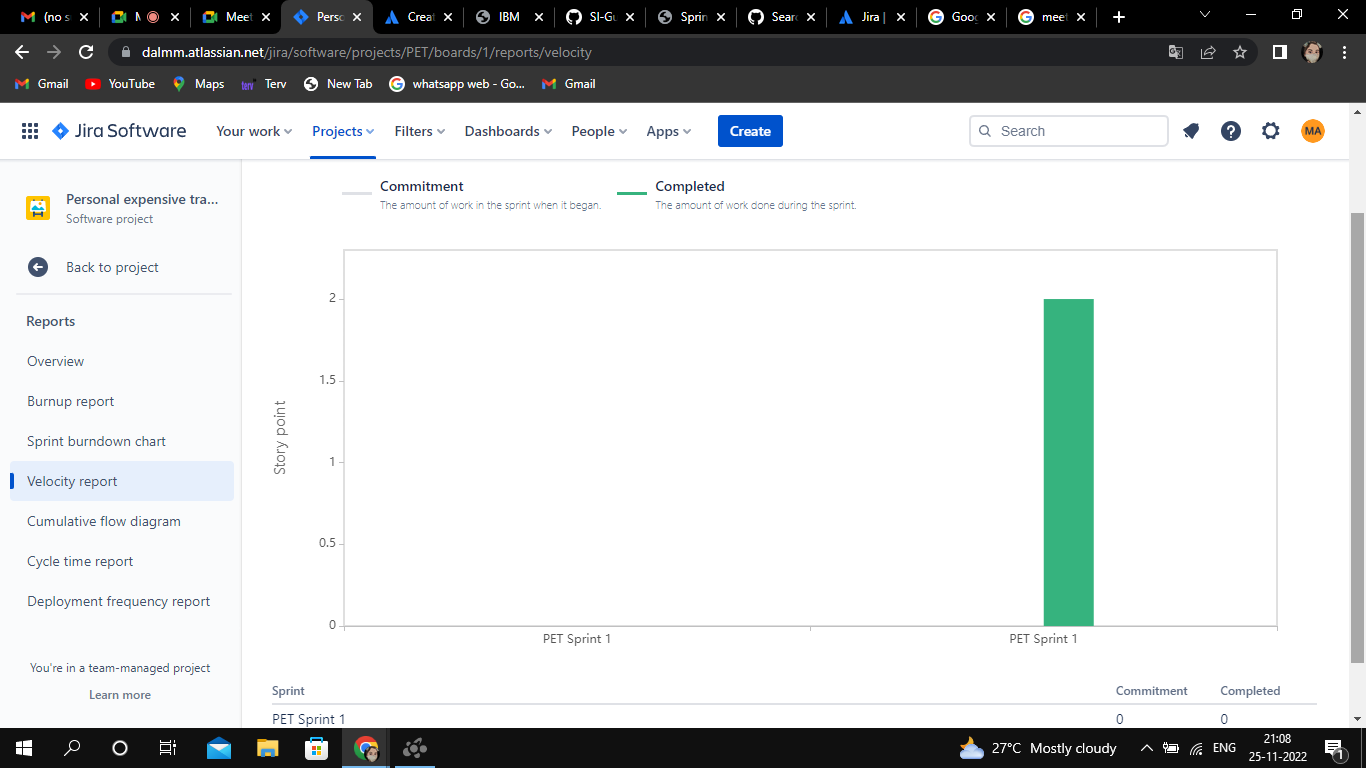 (no s
M
Meet
Persc
Creat
IBM
SI-Gu
Sprin
Searc
Jira |
Goog
meet
dalmm.atlassian.net/jira/software/projects/PET/boards/1/reports/velocity
Gmail YouTube Maps terv Terv New Tab whatsapp web - Go... Gmail
Jira Software Your work Projects Filters Dashboards People Apps Create Search ? MA
Personal expensive tra...
Software project
Back to project
Reports
Overview
Burnup report
Sprint burndown chart
Velocity report
Cumulative flow diagram
Cycle time report
Deployment frequency report
You're in a team-managed project
Learn more
Commitment
The amount of work in the sprint when it began.
Completed
The amount of work done during the sprint.
Story point
2
1.5
1
0.5
0
PET Sprint 1 PET Sprint 1
Sprint Commitment Completed
PET Sprint 1 0 0
27°C Mostly cloudy ENG 21:08
25-11-2022 1